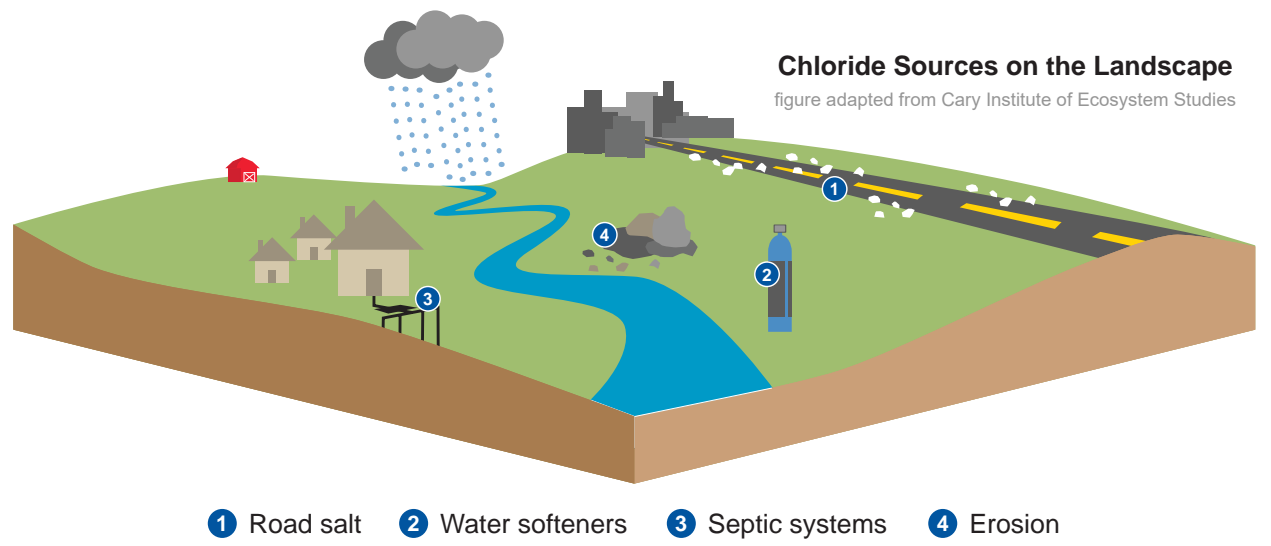 Chloride Sources on the Landscape
figure adapted from Cary Institute of Ecosystem Studies
1
4
2
3
1 Road salt 2 Water softeners 3 Septic systems 4 Erosion